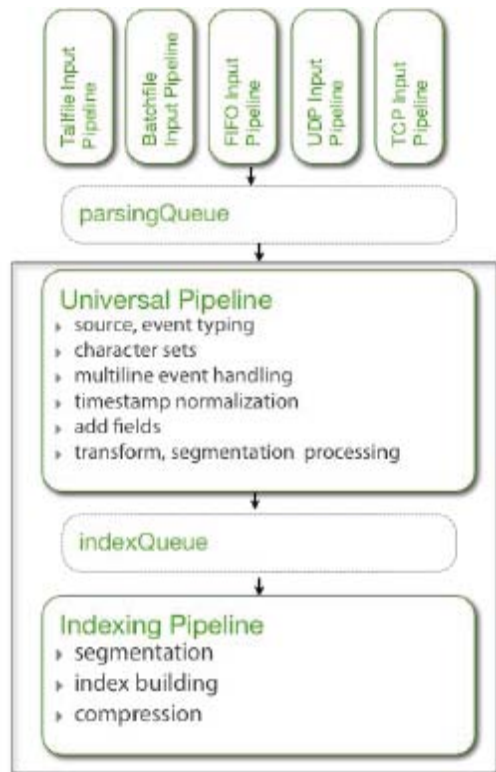 Tailfile Input
Pipeline
Batchfile
Input Pipeline
FIFO Input
Pipeline
UDP Input
Pipeline
TCP Input
Pipeline
parsingQueue
Universal Pipeline
source, event typing
character sets
multiline event handling
timestamp normalization
add fields
transform, segmentation processing
indexQueue
Indexing Pipeline
segmentation
index building
compression